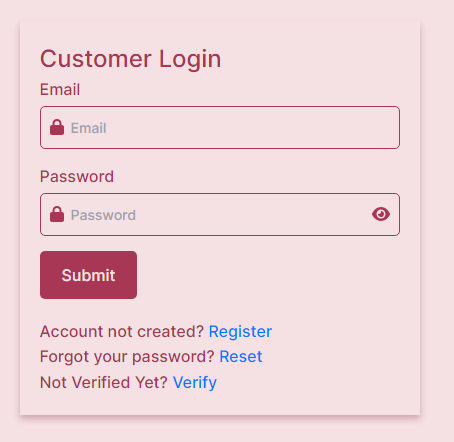 Customer Login
Email
Email
Password
Password
Submit
Account not created? Register
Forgot your password? Reset
Not Verified Yet? Verify